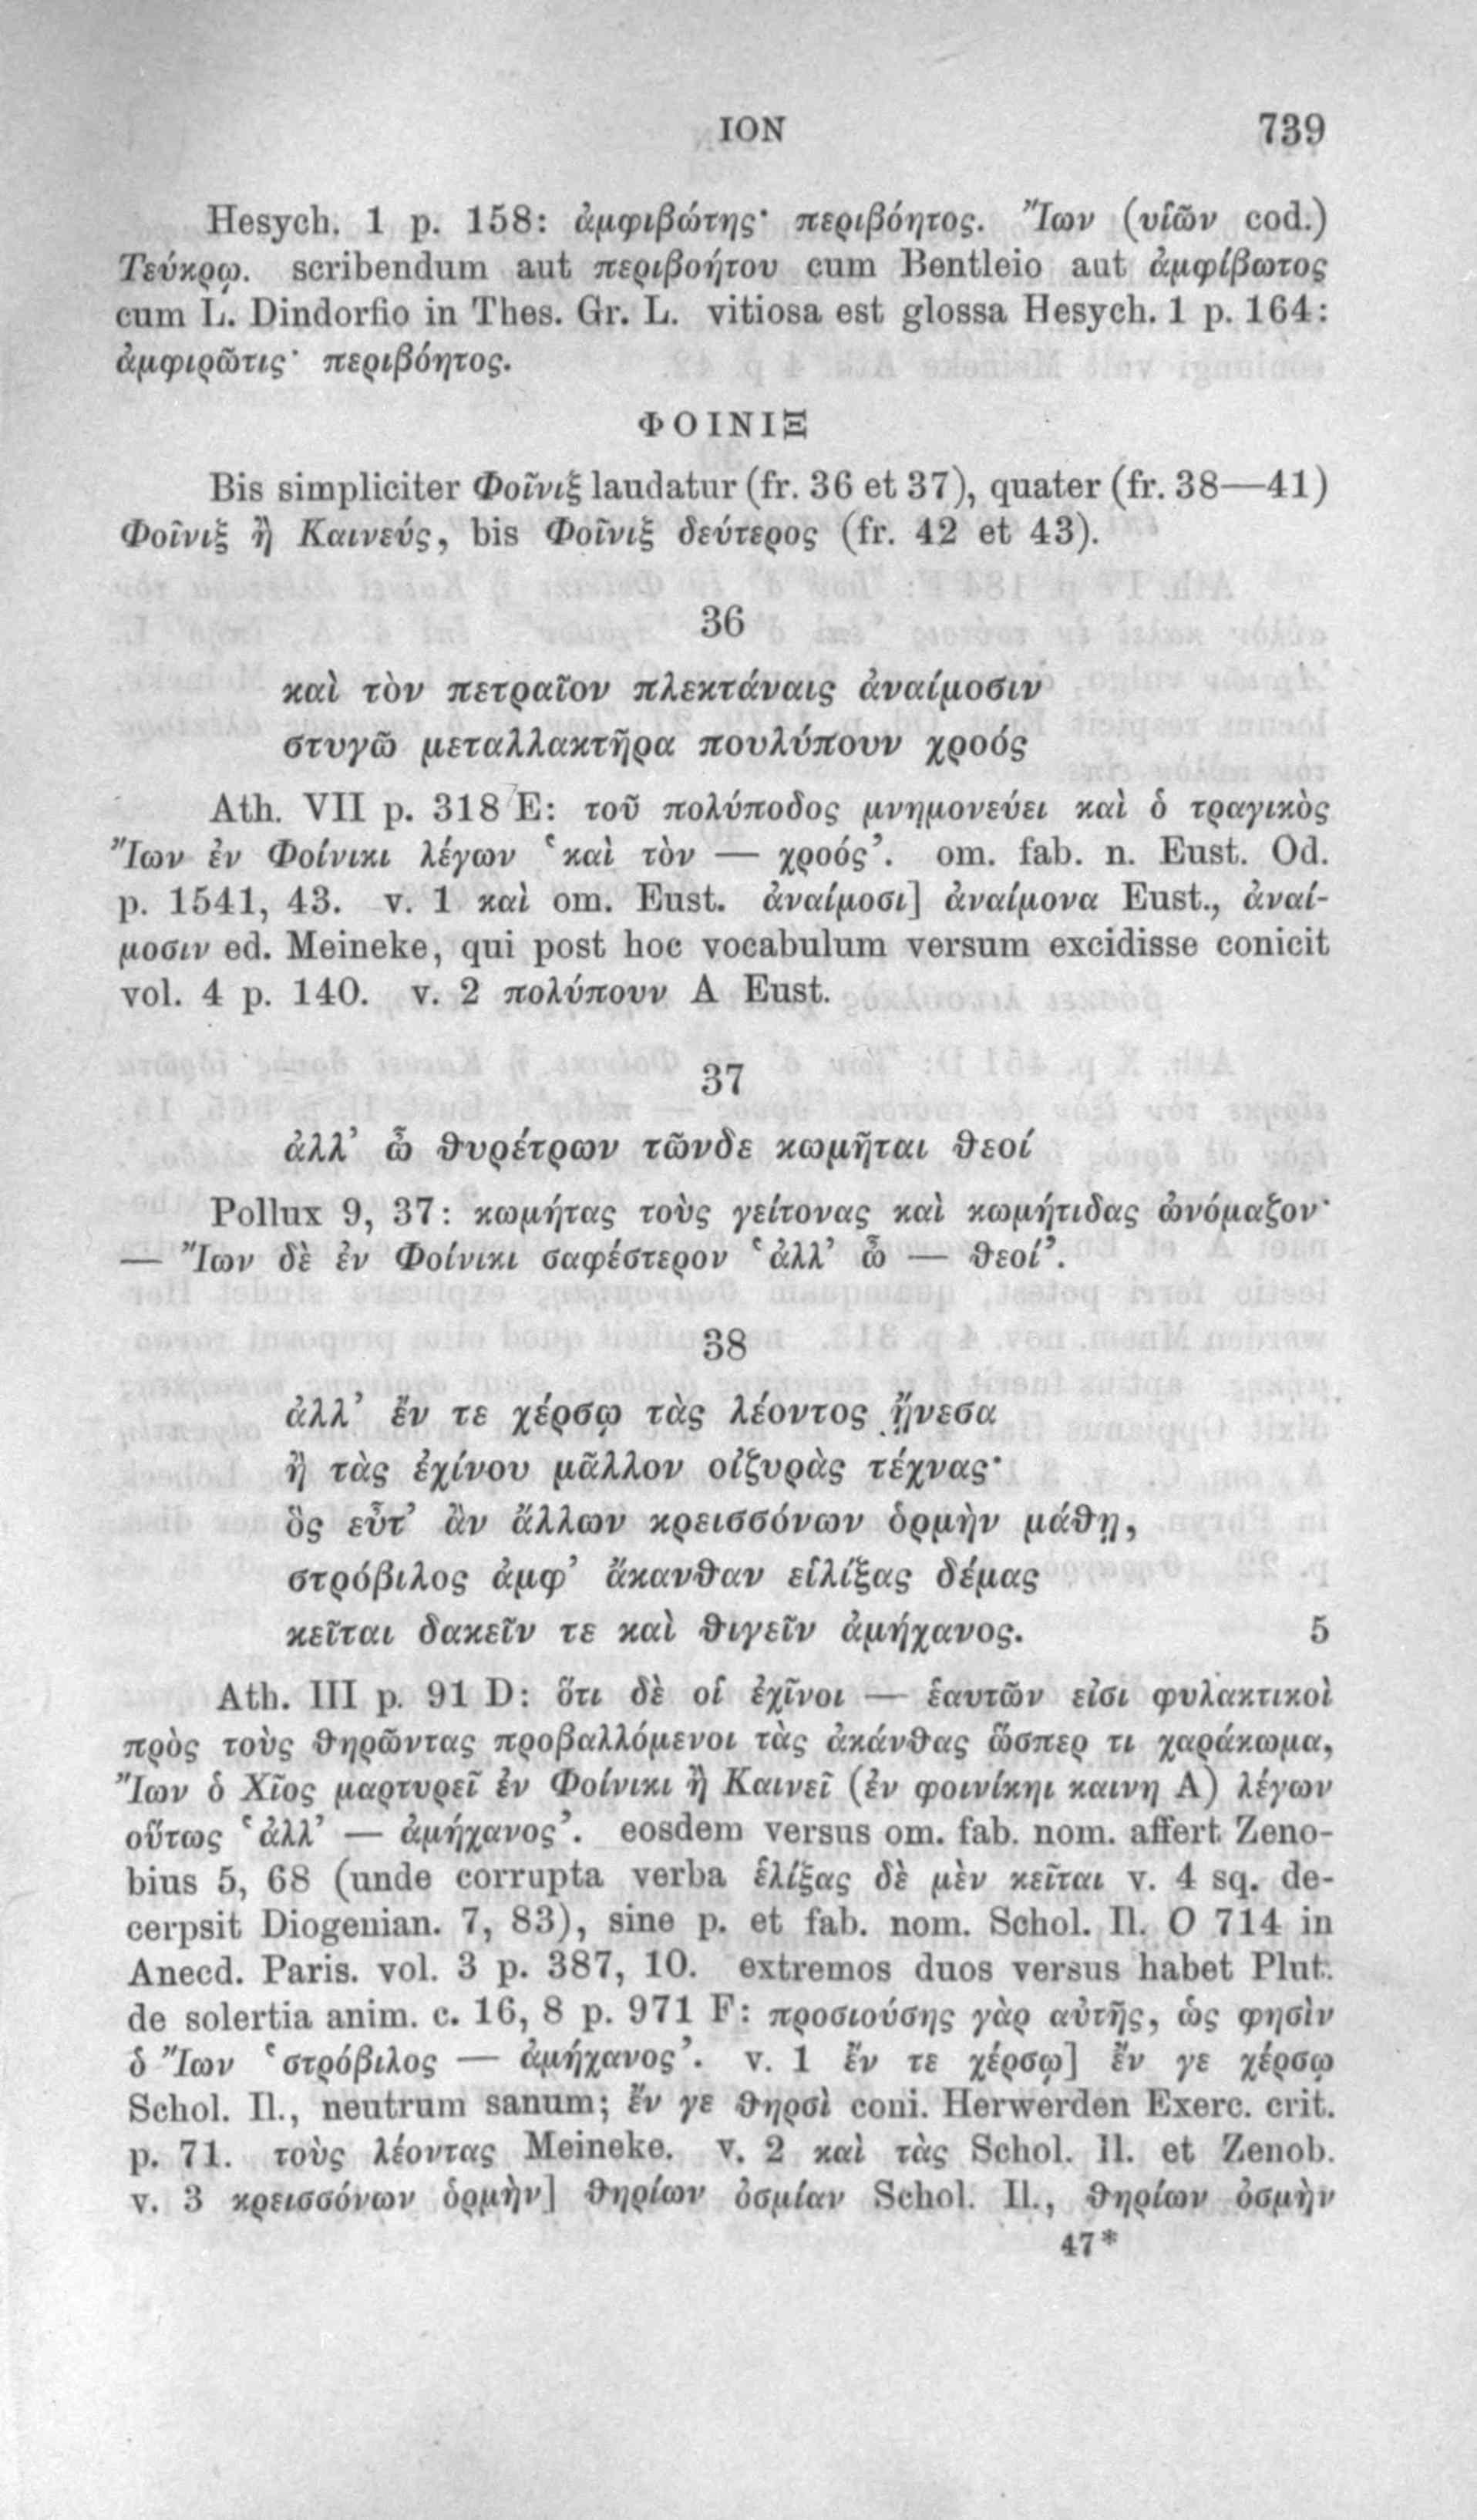 ION 739
Hesych. 1 p. 158: ἀμφιβώτης· περιβόητος. Ἴων (υἱῶν cod.)
Τεύκρῳ. scribendum aut περιβοήτου cum Bentleio aut ἀμφίβωτος
cum L. Dindorfio in Thes. Gr. L. vitiosa est glossa Hesych. 1 p. 164:
ἀμφιρῶτις· περιβόητος.
ΦΟΙΝΙΞ
Bis simpliciter Φοῖνιξ laudatur (fr. 36 et 37), quater (fr. 38—41)
Φοῖνιξ ἢ Καινεύς, bis Φοῖνιξ δεύτερος (fr. 42 et 43).
36
καὶ τὸν πετραῖον πλεκτάναις ἀναίμοσιν
στυγῶ μεταλλακτῆρα πουλύπουν χροός
Ath. VII p. 318 E: τοῦ πολύποδος μνημονεύει καὶ ὁ τραγικὸς
Ἴων ἐν Φοίνικι λέγων ‛καὶ τὸν — χροός’. om. fab. n. Eust. Od.
p. 1541, 43. v. 1 καὶ om. Eust. ἀναίμοσι] ἀναίμονα Eust., ἀναί-
μοσιν ed. Meineke, qui post hoc vocabulum versum excidisse conicit
vol. 4 p. 140. v. 2 πολύπουν A Eust.
37
ἀλλ’ ὦ θυρέτρων τῶνδε κωμῆται θεοί
Pollux 9, 37: κωμήτας τοὺς γείτονας καὶ κωμήτιδας ὠνόμαζον·
— Ἴων δὲ ἐν Φοίνικι σαφέστερον ‛ἀλλ’ ὦ — θεοί’.
38
ἀλλ’ ἔν τε χέρσῳ τὰς λέοντος ᾔνεσα
ἢ τὰς ἐχίνου μᾶλλον οἰζυρὰς τέχνας·
ὃς εὖτ’ ἂν ἄλλων κρεισσόνων ὁρμὴν μάθῃ,
στρόβιλος ἀμφ’ ἄκανθαν εἱλίξας δέμας
κεῖται δακεῖν τε καὶ θιγεῖν ἀμήχανος. 5
Ath. III p. 91 D: ὅτι δὲ οἱ ἐχῖνοι — ἑαυτῶν εἰσι φυλακτικοὶ
πρὸς τοὺς θηρῶντας προβαλλόμενοι τὰς ἀκάνθας ὥσπερ τι χαράκωμα,
Ἴων ὁ Χῖος μαρτυρεῖ ἐν Φοίνικι ἢ Καινεῖ (ἐν φοινίκηι καινη A) λέγων
οὕτως ‛ἀλλ’ — ἀμήχανος’. eosdem versus om. fab. nom. affert Zeno-
bius 5, 68 (unde corrupta verba ἑλίξας δὲ μὲν κεῖται v. 4 sq. de-
cerpsit Diogenian. 7, 83), sine p. et fab. nom. Schol. Il. O 714 in
Anecd. Paris. vol. 3 p. 387, 10. extremos duos versus habet Plut.
de solertia anim. c. 16, 8 p. 971 F: προσιούσης γὰρ αὐτῆς, ὡς φησὶν
ὁ Ἴων ‛στρόβιλος — ἀμήχανος’. v. 1 ἔν τε χέρσῳ] ἔν γε χέρσῳ
Schol. Il., neutrum sanum; ἔν γε θηρσὶ coni. Herwerden Exerc. crit.
p. 71. τοὺς λέοντας Meineke. v. 2 καὶ τὰς Schol. Il. et Zenob.
v. 3 κρεισσόνων ὁρμὴν] θηρίων ὀσμίαν Schol. Il., θηρίων ὀσμὴν
47*